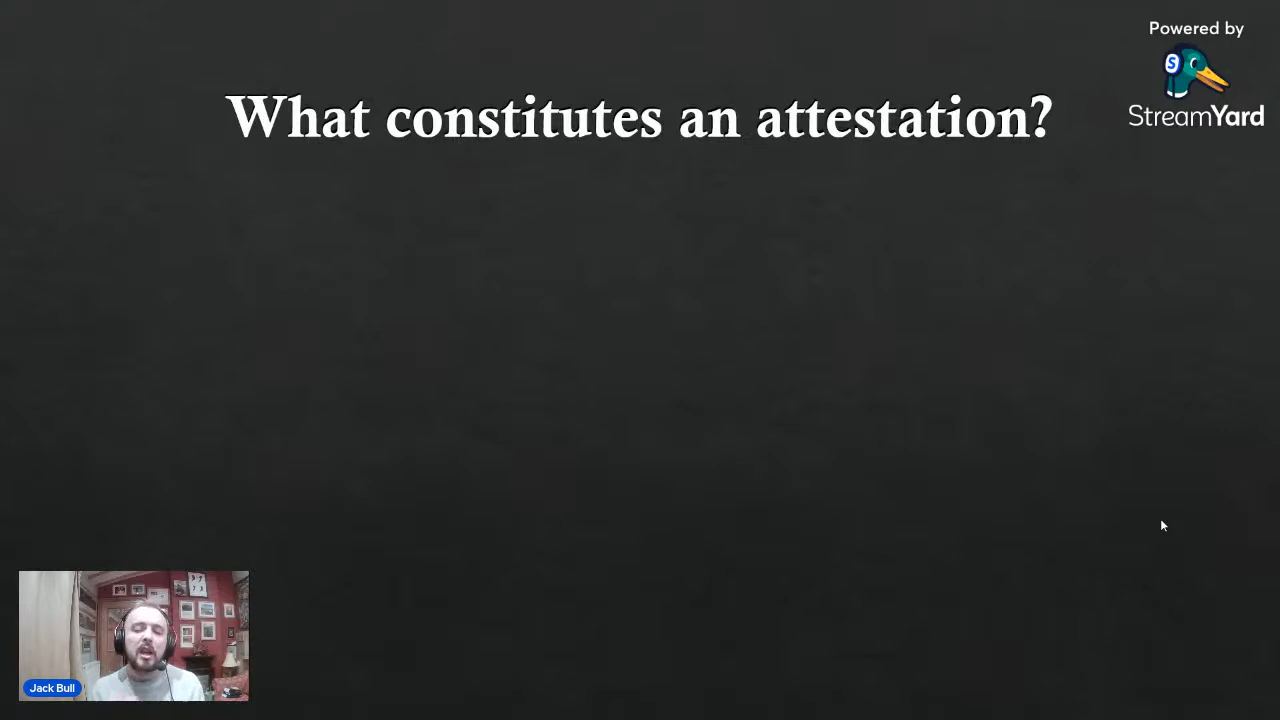 Powered by
What constitutes an attestation?
S
StreamYard
Jack Bull